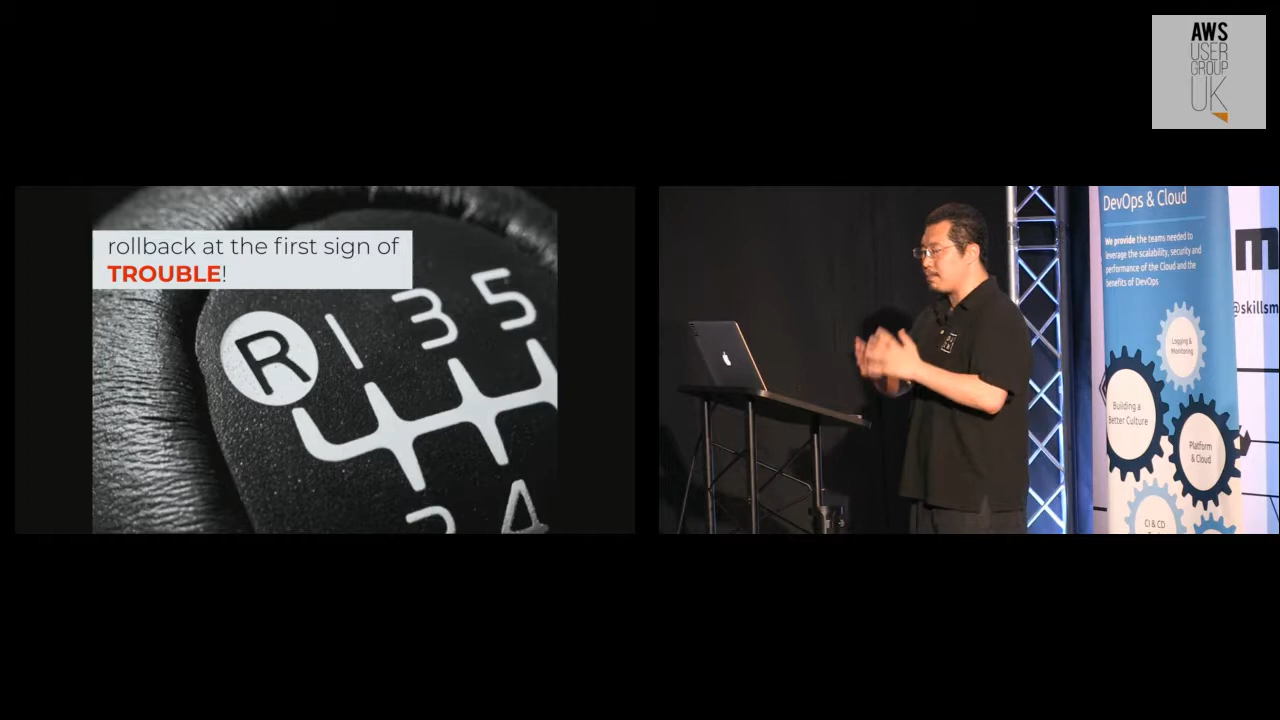 AWS
USER
GROUP
UK
rollback at the first sign of
TROUBLE!
R 1 3 5
4
DevOps & Cloud
We provide the teams needed to
leverage the scalability, security and
performance of the Cloud and the
benefits of DevOps
@skillsm
Logging &
Monitoring
Building a
Better Culture
Platform
& Cloud
CI & CD